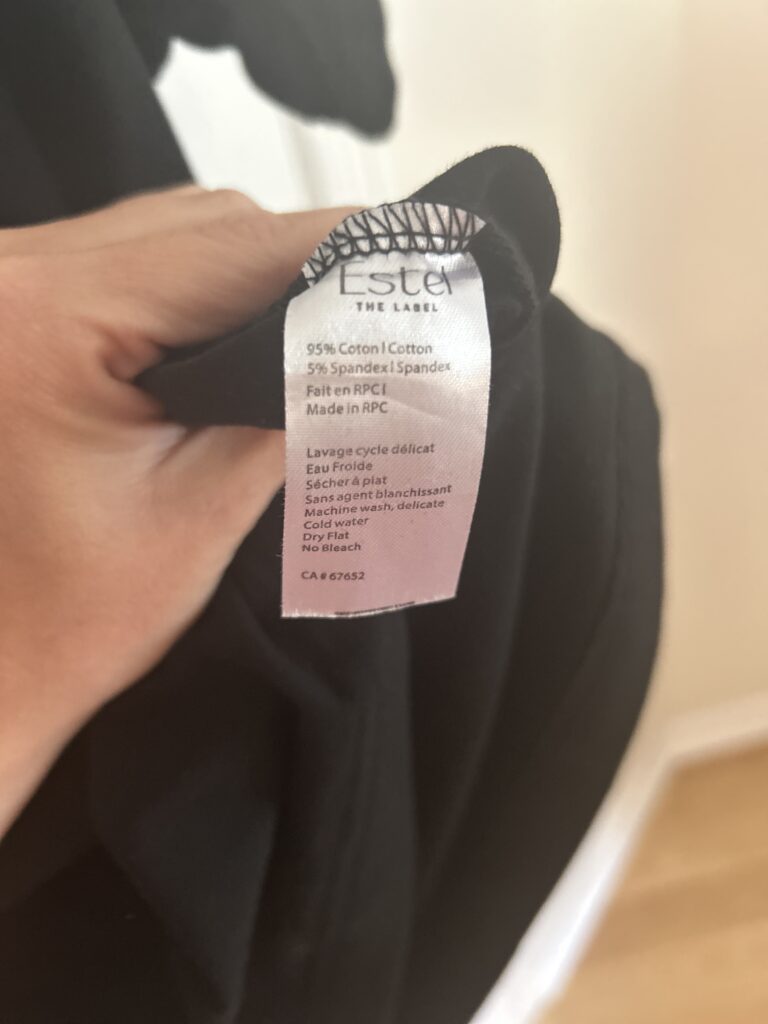 Estel
THE LABEL
95% Coton | Cotton
5% Spandex | Spandex
Fait en RPC |
Made in RPC
Lavage cycle délicat
Eau Froide
Sécher à plat
Sans agent blanchissant
Machine wash, delicate
Cold water
Dry Flat
No Bleach
CA # 67652